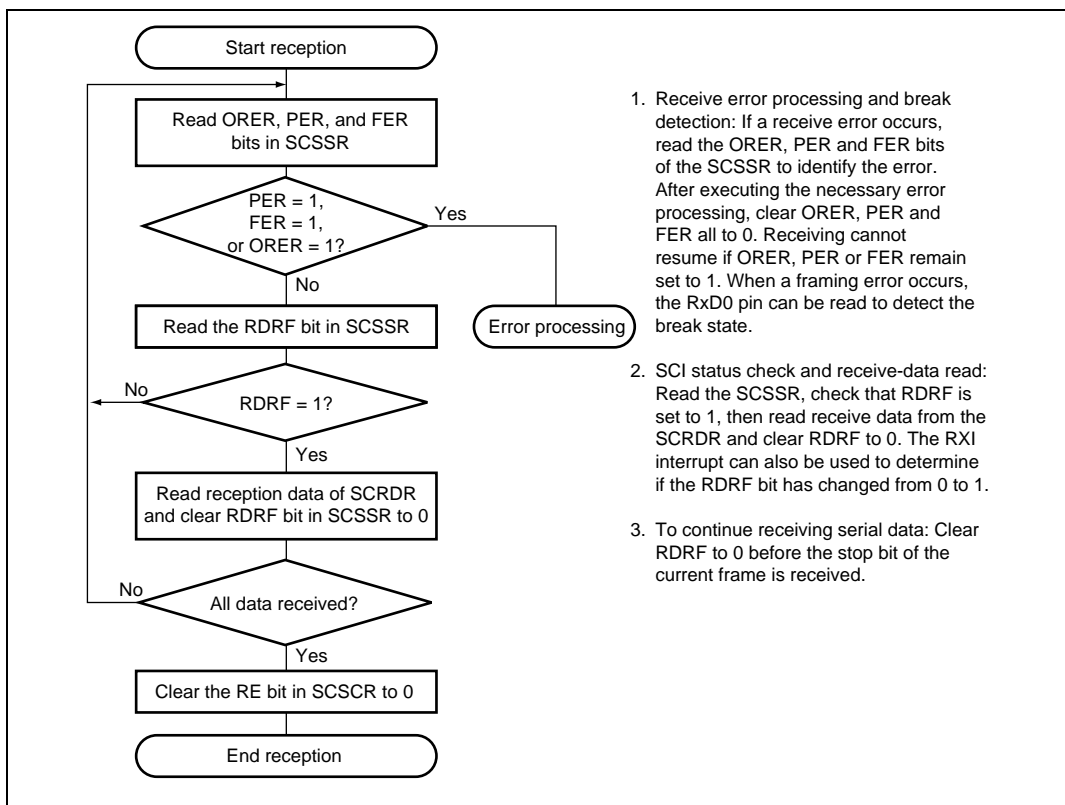 Start reception
Read ORER, PER, and FER
bits in SCSSR
PER = 1,
FER = 1,
or ORER = 1?
Yes
No
Error processing
Read the RDRF bit in SCSSR
No
RDRF = 1?
Yes
Read reception data of SCRDR
and clear RDRF bit in SCSSR to 0
No
All data received?
Yes
Clear the RE bit in SCSCR to 0
End reception
1. Receive error processing and break
detection: If a receive error occurs,
read the ORER, PER and FER bits
of the SCSSR to identify the error.
After executing the necessary error
processing, clear ORER, PER and
FER all to 0. Receiving cannot
resume if ORER, PER or FER remain
set to 1. When a framing error occurs,
the RxD0 pin can be read to detect the
break state.
2. SCI status check and receive-data read:
Read the SCSSR, check that RDRF is
set to 1, then read receive data from the
SCRDR and clear RDRF to 0. The RXI
interrupt can also be used to determine
if the RDRF bit has changed from 0 to 1.
3. To continue receiving serial data: Clear
RDRF to 0 before the stop bit of the
current frame is received.